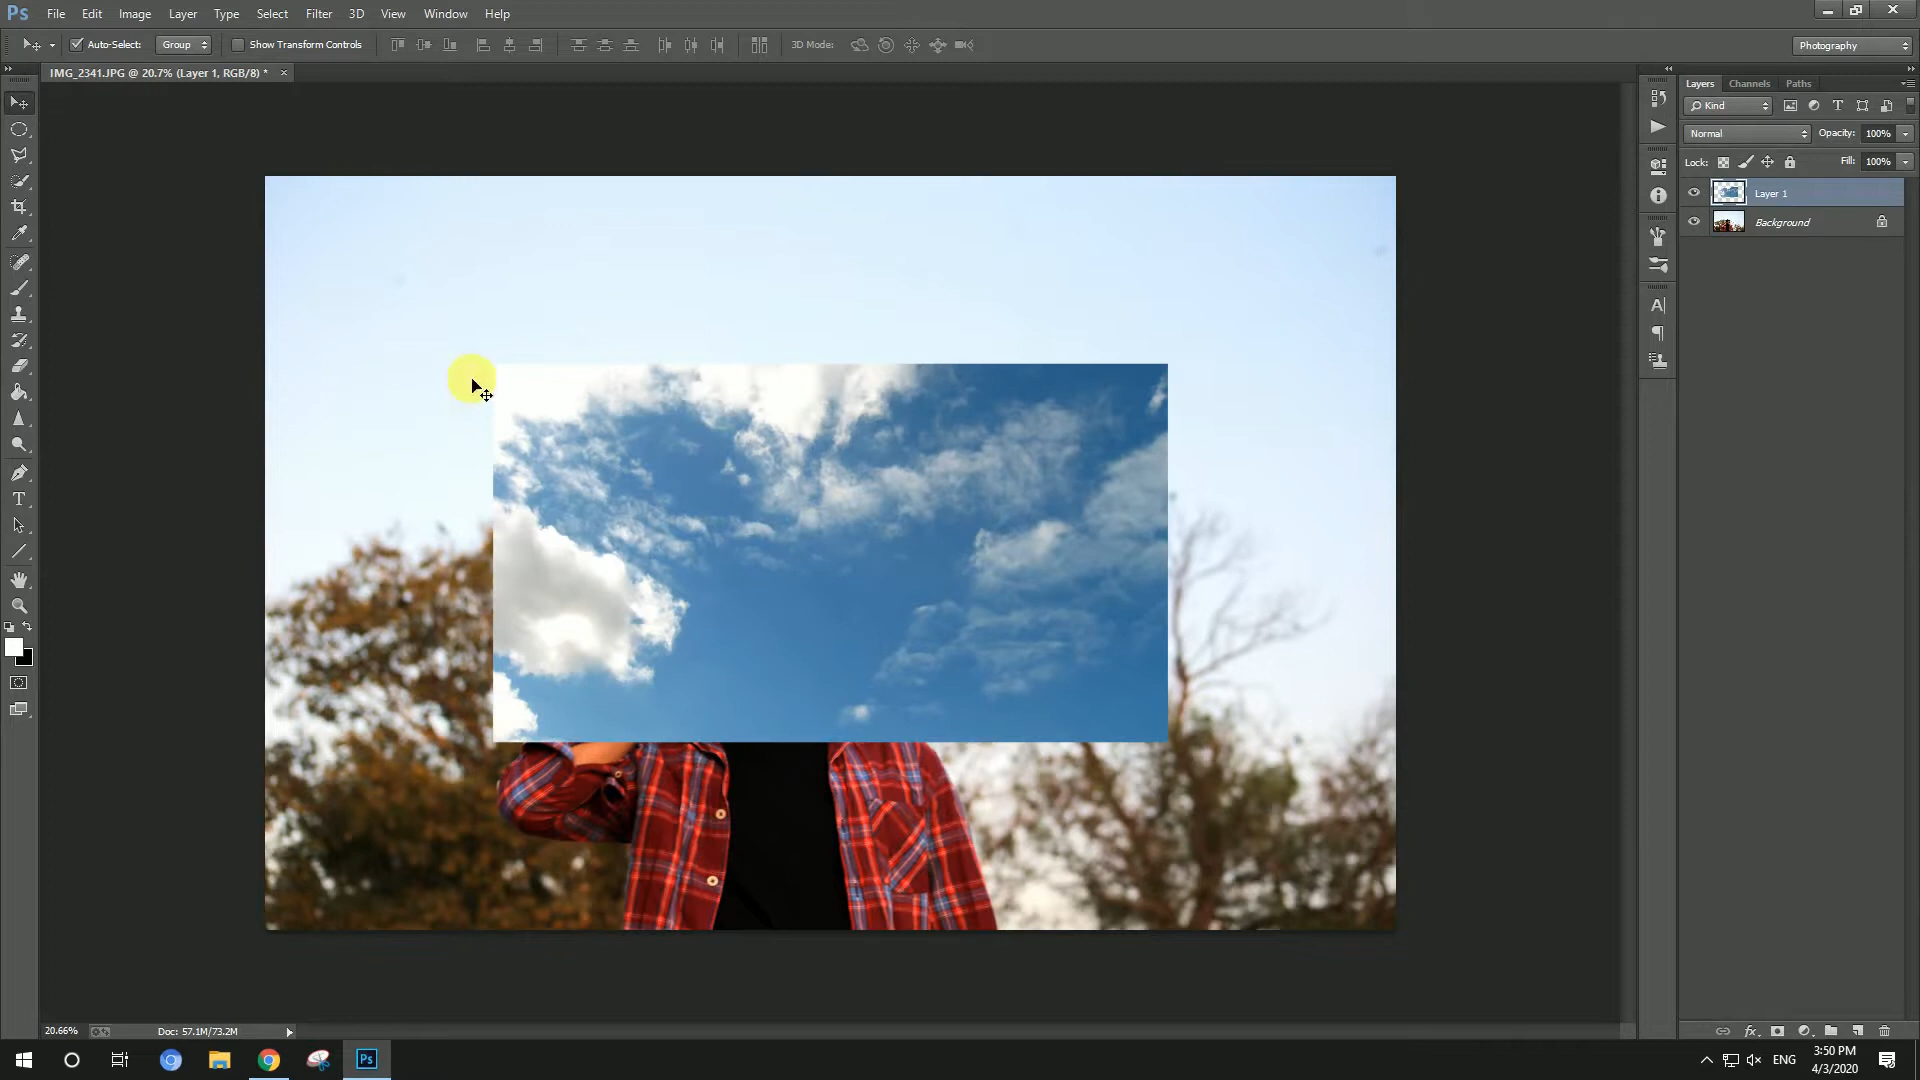 Ps File Edit Image Layer Type Select Filter 3D View Window Help
Auto-Select: Group Show Transform Controls 3D Mode: Photography
IMG_2341.JPG @ 20.7% (Layer 1, RGB/8) *
Layers Channels Paths
Kind
Normal Opacity: 100%
Lock: Fill: 100%
Layer 1
Background
20.66% Doc: 57.1M/73.2M
fx
Ps ENG 3:50 PM
4/3/2020